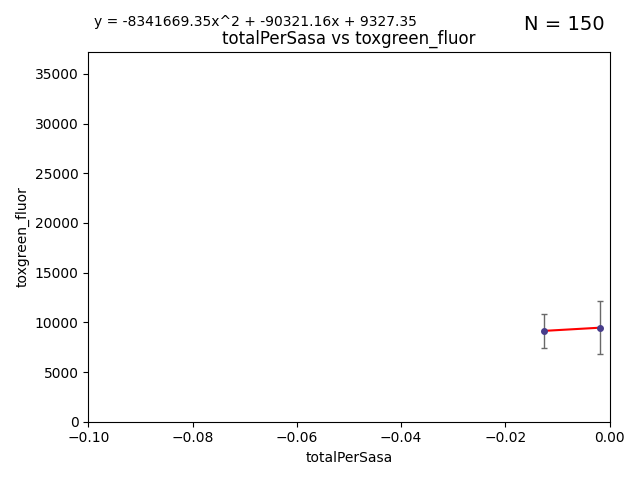 y = -8341669.35x^2 + -90321.16x + 9327.35
N = 150
totalPerSasa vs toxgreen_fluor
35000
30000
25000
20000
15000
10000
5000
0
toxgreen_fluor
−0.10 −0.08 −0.06 −0.04 −0.02 0.00
totalPerSasa